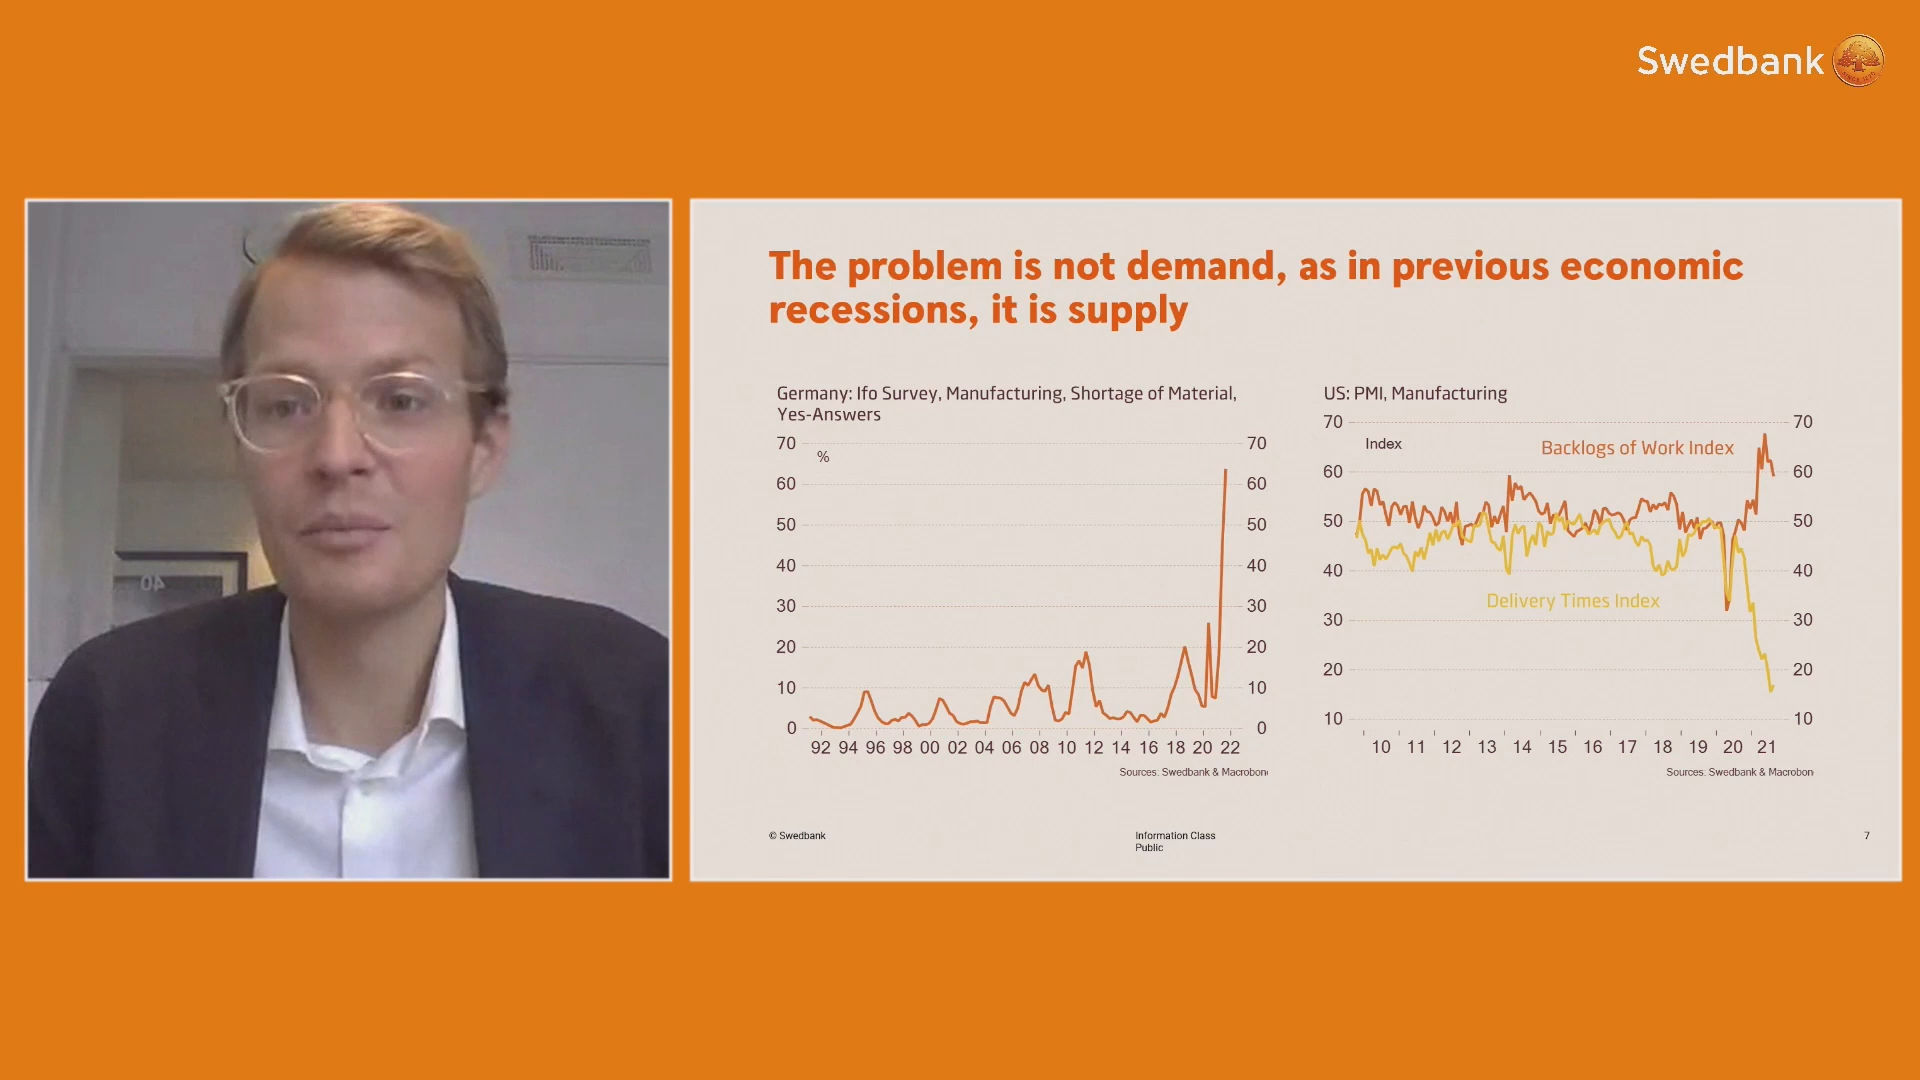 Swedbank
The problem is not demand, as in previous economic
recessions, it is supply
Germany: Ifo Survey, Manufacturing, Shortage of Material,
Yes-Answers
70 70
%
60 60
50 50
40 40
30 30
20 20
10 10
0 0
92 94 96 98 00 02 04 06 08 10 12 14 16 18 20 22
Sources: Swedbank & Macrobon
US: PMI, Manufacturing
70 70
Index
Backlogs of Work Index
60 60
50 50
40 40
Delivery Times Index
30 30
20 20
10 10
10 11 12 13 14 15 16 17 18 19 20 21
Sources: Swedbank & Macrobon
© Swedbank
Information Class
Public
7